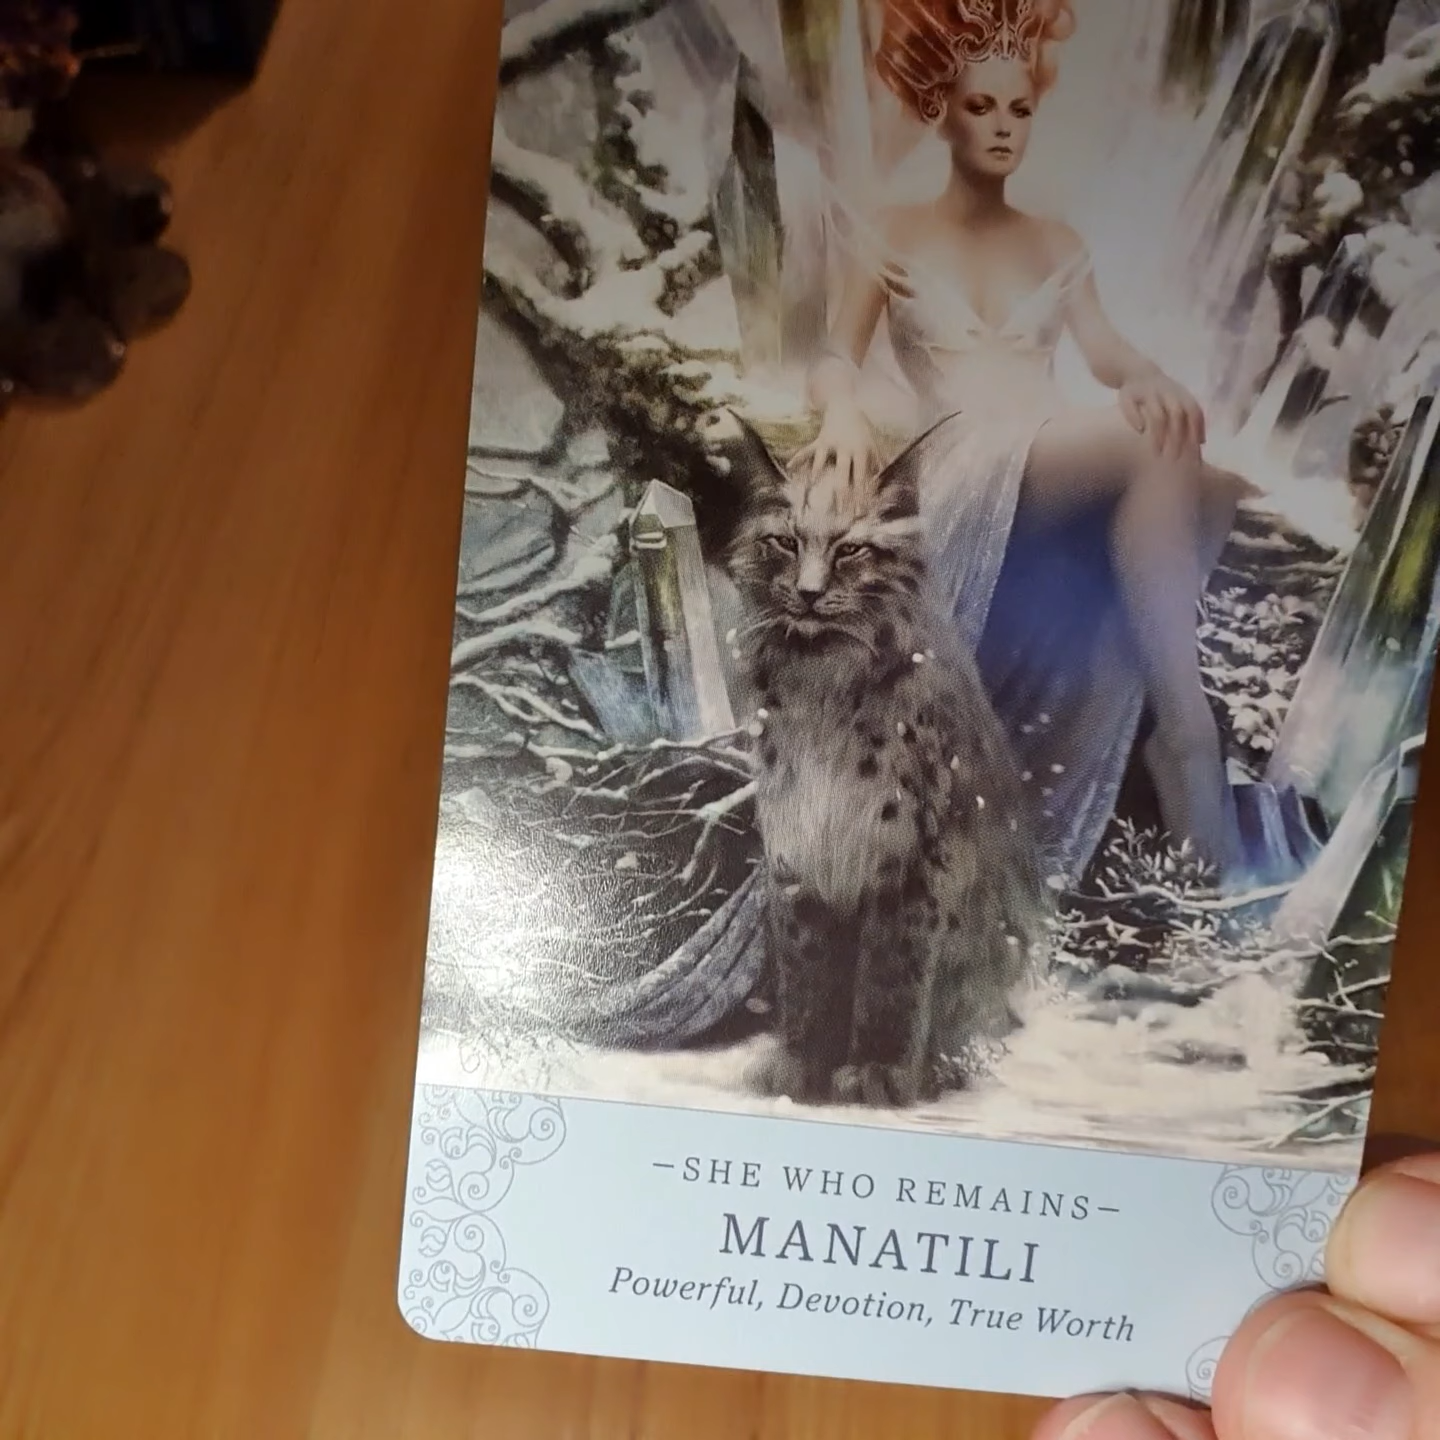 —SHE WHO REMAINS—
MANATILI
Powerful, Devotion, True Worth